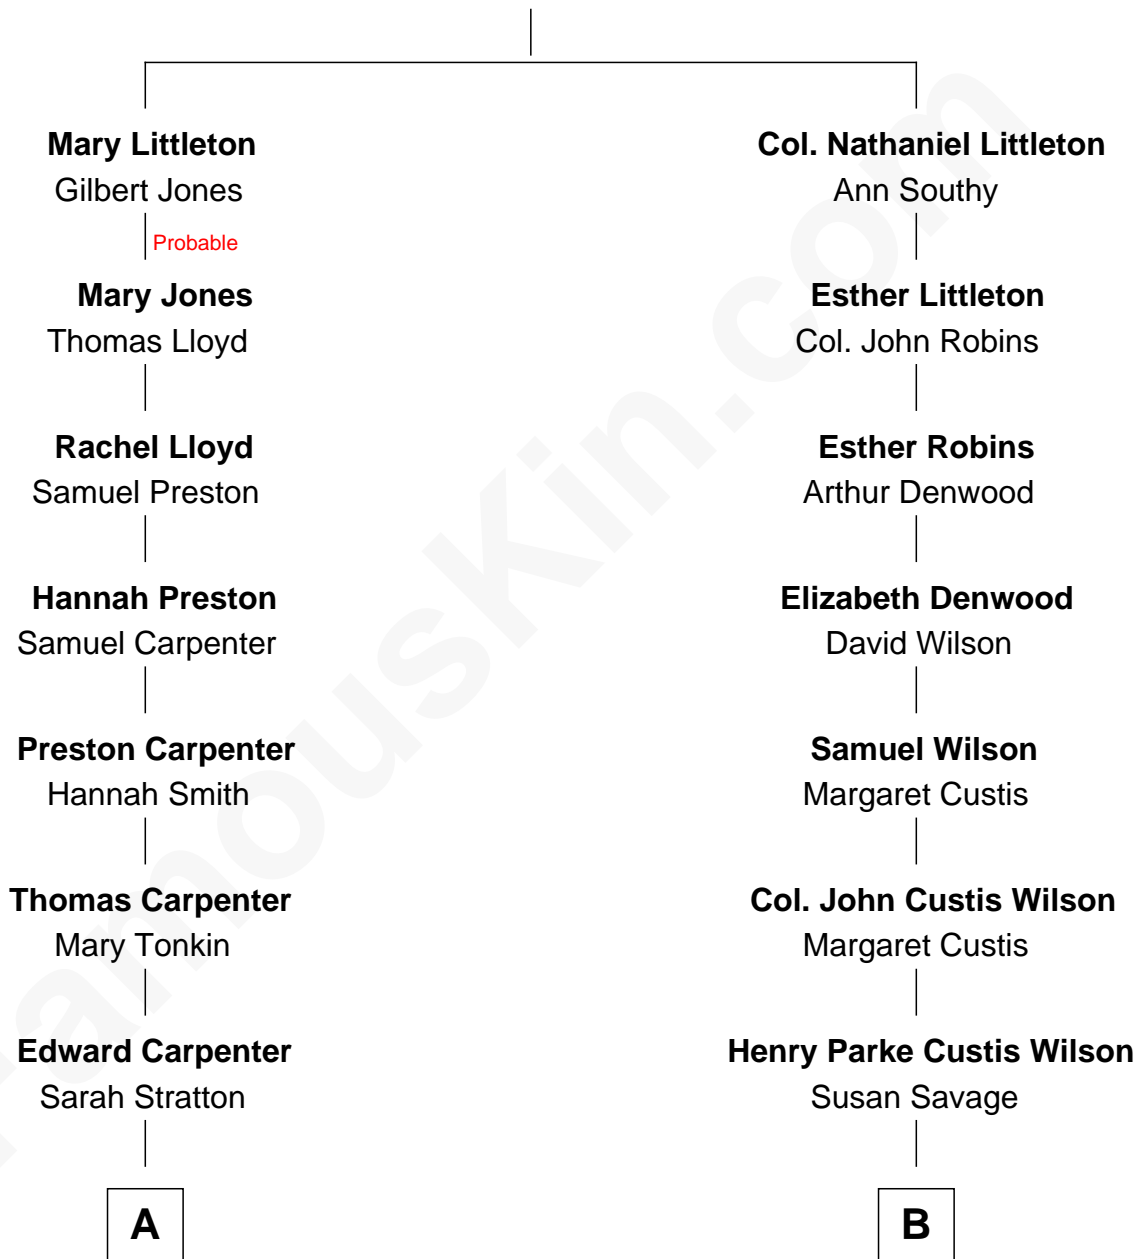 Mary Littleton
Gilbert Jones
Probable
Mary Jones
Thomas Lloyd
Rachel Lloyd
Samuel Preston
Hannah Preston
Samuel Carpenter
Preston Carpenter
Hannah Smith
Thomas Carpenter
Mary Tonkin
Edward Carpenter
Sarah Stratton
A
Col. Nathaniel Littleton
Ann Southy
Esther Littleton
Col. John Robins
Esther Robins
Arthur Denwood
Elizabeth Denwood
David Wilson
Samuel Wilson
Margaret Custis
Col. John Custis Wilson
Margaret Custis
Henry Parke Custis Wilson
Susan Savage
B
FamousKin.com